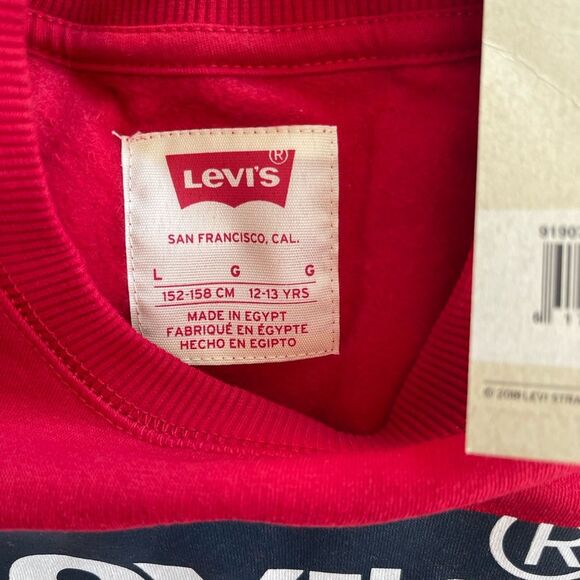 LEVI'S ®
SAN FRANCISCO, CAL.
L G G
152-158 CM 12-13 YRS
MADE IN EGYPT
FABRIQUÉ EN ÉGYPTE
HECHO EN EGIPTO
© 2018 LEVI
®